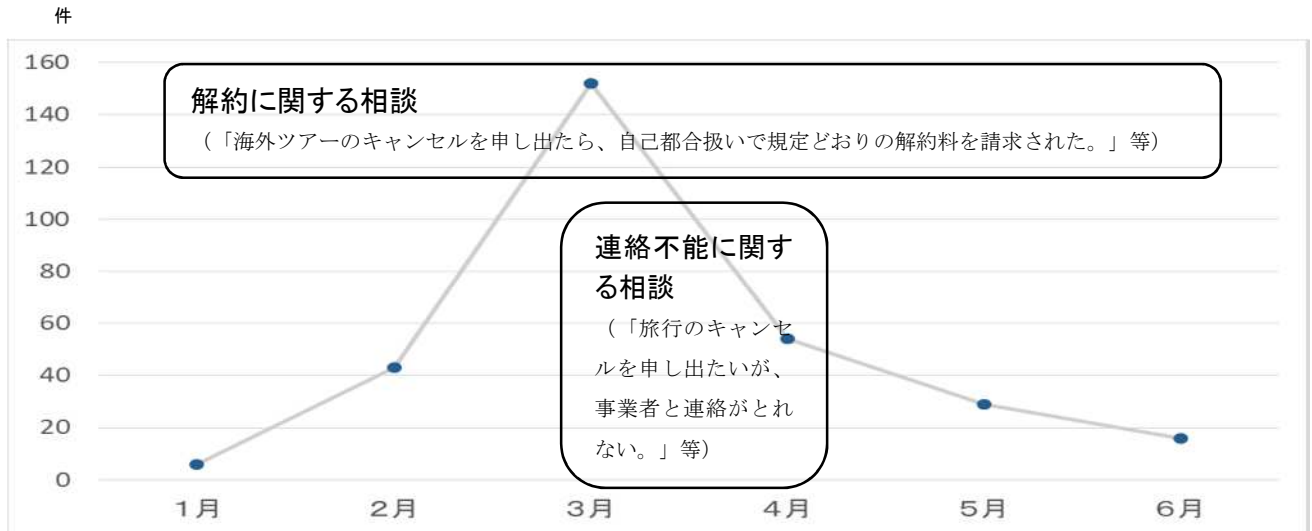 件
160
140
120
100
80
60
40
20
0
解約に関する相談
（「海外ツアーのキャンセルを申し出たら、自己都合扱いで規定どおりの解約料を請求された。」等）
連絡不能に関す
る相談
（「旅行のキャンセ
ルを申し出たいが、
事業者と連絡がとれ
ない。」等）
1月 2月 3月 4月 5月 6月